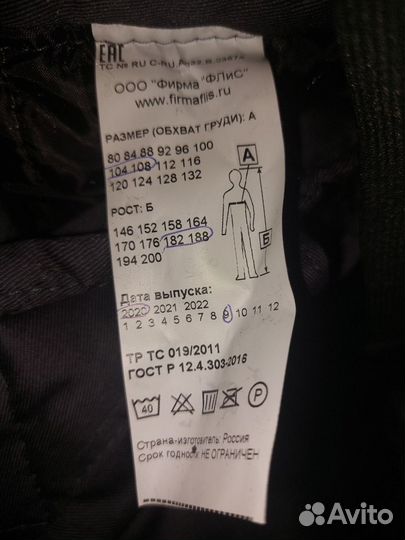 EAC
ООО "Фирма "ФЛиС"
www.firmaflis.ru
РАЗМЕР (ОБХВАТ ГРУДИ): А
80 84 88 92 96 100
104 108 112 116
120 124 128 132
А
РОСТ: Б
146 152 158 164
170 176 182 188
194 200
Б
Дата выпуска:
2020 2021 2022
1 2 3 4 5 6 7 8 9 10 11 12
ТР ТС 019/2011
ГОСТ Р 12.4.303-2016
40
P
Страна-изготовитель: Россия
Срок годности: НЕ ОГРАНИЧЕН
Avito